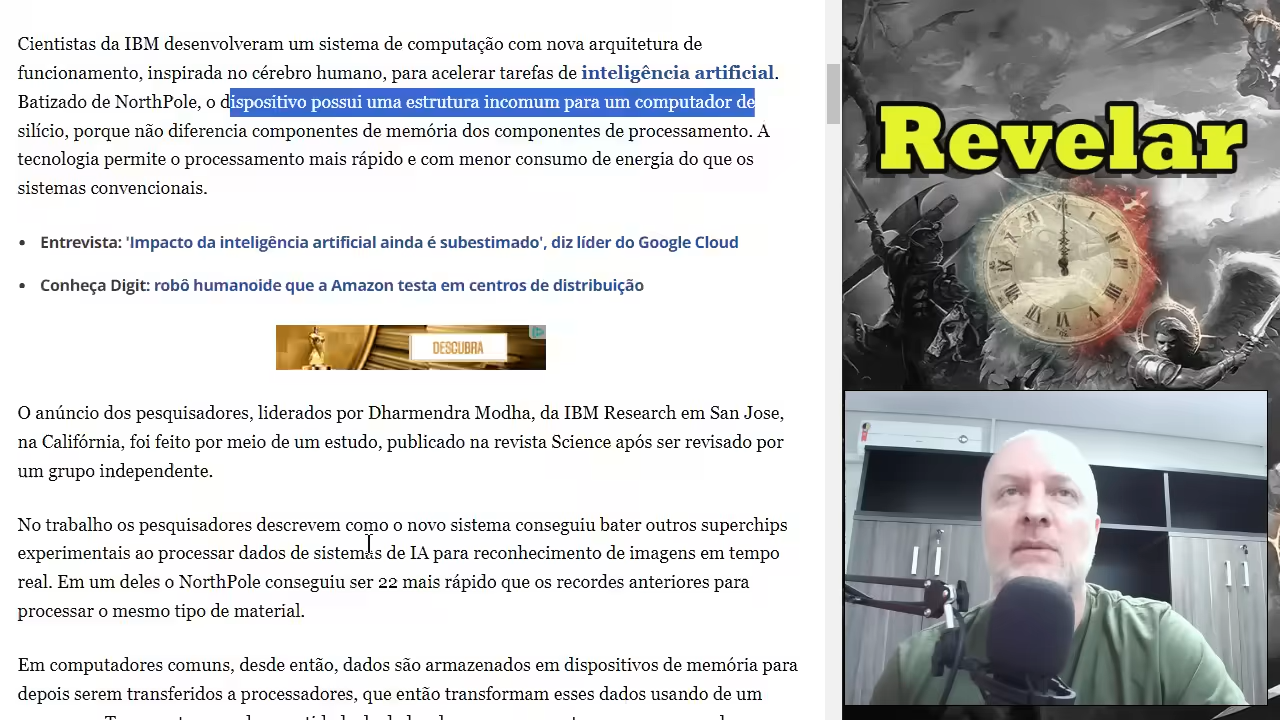 Cientistas da IBM desenvolveram um sistema de computação com nova arquitetura de
funcionamento, inspirada no cérebro humano, para acelerar tarefas de inteligência artificial.
Batizado de NorthPole, o dispositivo possui uma estrutura incomum para um computador de
silício, porque não diferencia componentes de memória dos componentes de processamento. A
tecnologia permite o processamento mais rápido e com menor consumo de energia do que os
sistemas convencionais.
• Entrevista: 'Impacto da inteligência artificial ainda é subestimado', diz líder do Google Cloud
• Conheça Digit: robô humanoide que a Amazon testa em centros de distribuição
DESCUBRA
O anúncio dos pesquisadores, liderados por Dharmendra Modha, da IBM Research em San Jose,
na Califórnia, foi feito por meio de um estudo, publicado na revista Science após ser revisado por
um grupo independente.
No trabalho os pesquisadores descrevem como o novo sistema conseguiu bater outros superchips
experimentais ao processar dados de sistemas de IA para reconhecimento de imagens em tempo
real. Em um deles o NorthPole conseguiu ser 22 mais rápido que os recordes anteriores para
processar o mesmo tipo de material.
Em computadores comuns, desde então, dados são armazenados em dispositivos de memória para
depois serem transferidos a processadores, que então transformam esses dados usando de um
Revelar